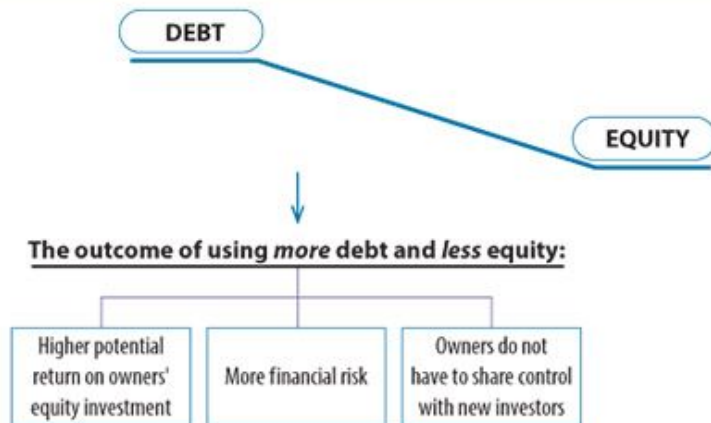 DEBT
EQUITY
The outcome of using more debt and less equity:
Higher potential
return on owners'
equity investment
More financial risk
Owners do not
have to share control
with new investors